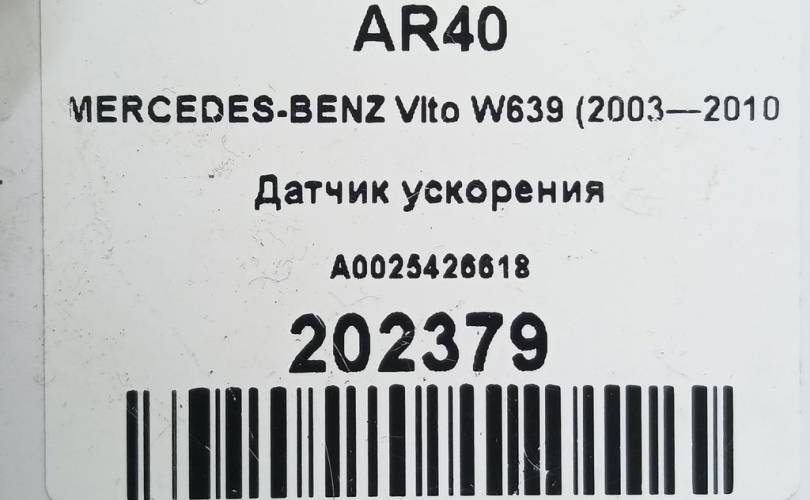 AR40
MERCEDES-BENZ Vito W639 (2003—2010
Датчик ускорения
A0025426618
202379